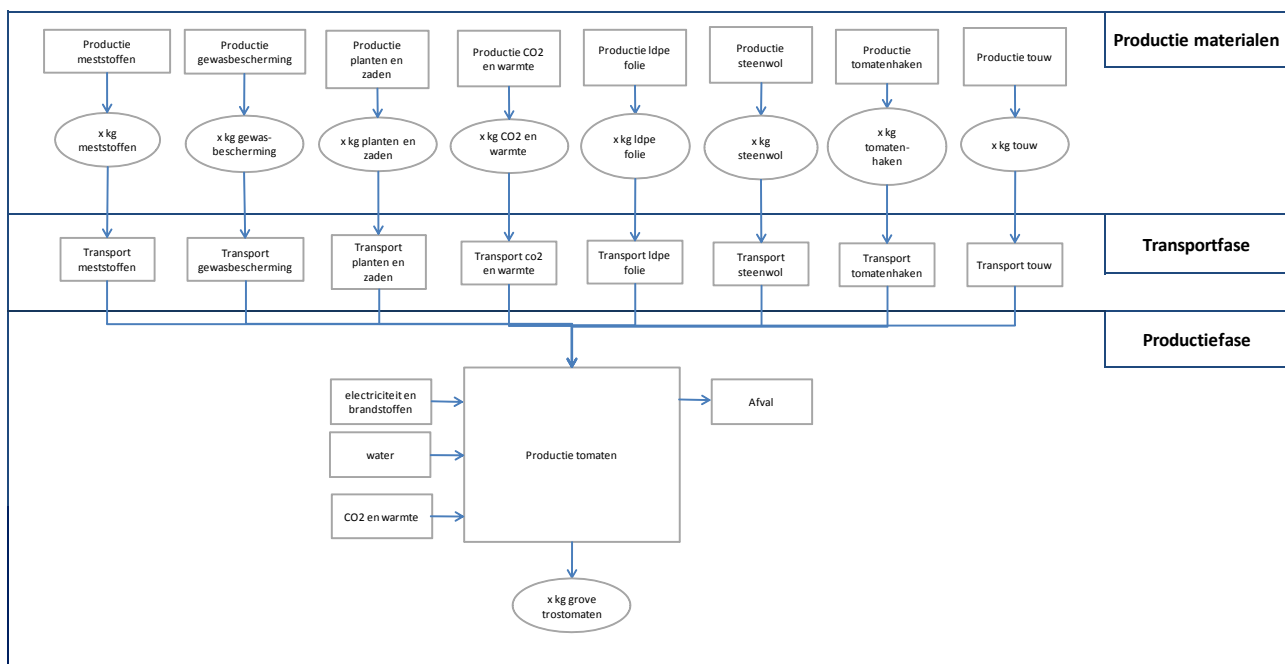 Productie
meststoffen
Productie
gewasbescherming
Productie
planten en
zaden
Productie CO2
en warmte
Productie ldpe
folie
Productie
steenwol
Productie
tomatenhaken
Productie touw
Productie materialen
x kg
meststoffen
x kg gewas-
bescherming
x kg planten en
zaden
x kg CO2 en
warmte
x kg ldpe
folie
x kg
steenwol
x kg
tomaten-
haken
x kg touw
Transport
meststoffen
Transport
gewasbescherming
Transport
planten en
zaden
Transport co2
en warmte
Transport ldpe
folie
Transport
steenwol
Transport
tomatenhaken
Transport touw
Transportfase
Productiefase
electriciteit en
brandstoffen
water
CO2 en warmte
Productie tomaten
Afval
x kg grove
trostomaten